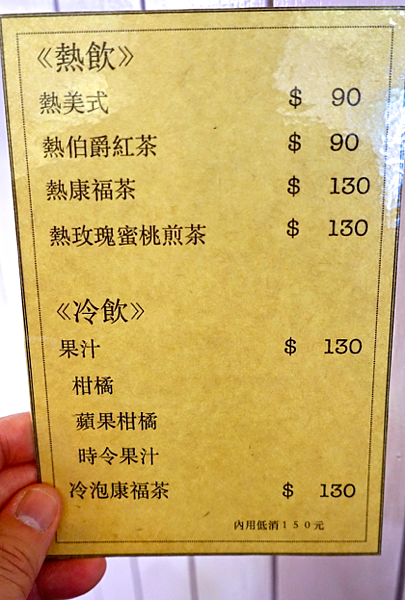 《熱飲》
熱美式 $ 90
熱伯爵紅茶 $ 90
熱康福茶 $ 130
熱玫瑰蜜桃煎茶 $ 130
《冷飲》
果汁 $ 130
柑橘
蘋果柑橘
時令果汁
冷泡康福茶 $ 130
內用低消150元